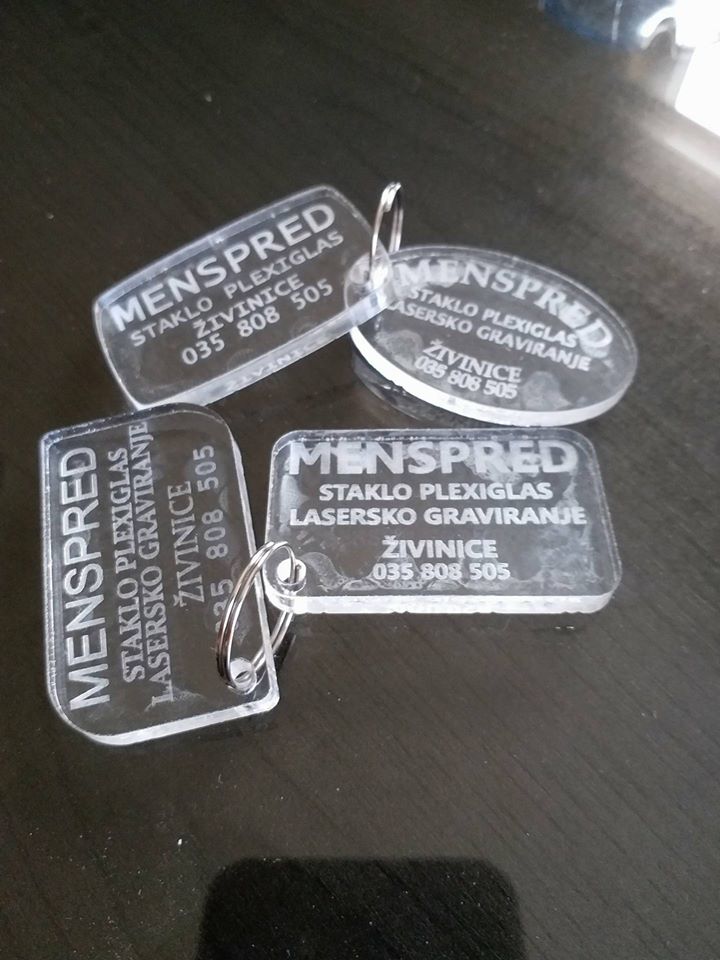 MENSPRED
STAKLO PLEXIGLAS
ŽIVINICE
035 808 505
MENSPRED
STAKLO PLEXIGLAS
LASERSKO GRAVIRANJE
ŽIVINICE
035 808 505
MENSPRED
STAKLO PLEXIGLAS
LASERSKO GRAVIRANJE
ŽIVINICE
035 808 505
MENSPRED
STAKLO PLEXIGLAS
LASERSKO GRAVIRANJE
ŽIVINICE
035 808 505